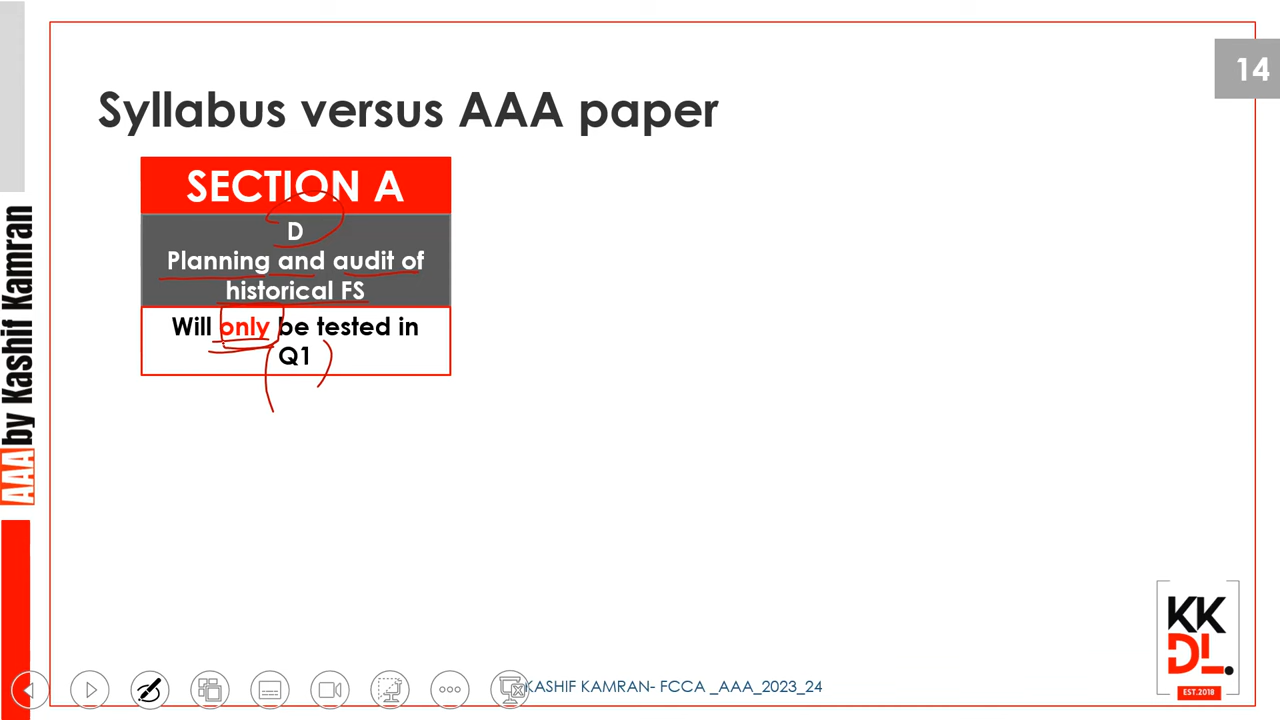 14
Syllabus versus AAA paper
SECTION A
D
Planning and audit of
historical FS
Will only be tested in
Q1
AAA by Kashif Kamran
KASHIF KAMRAN- FCCA _AAA_2023_24
KK
DL.
EST.2018